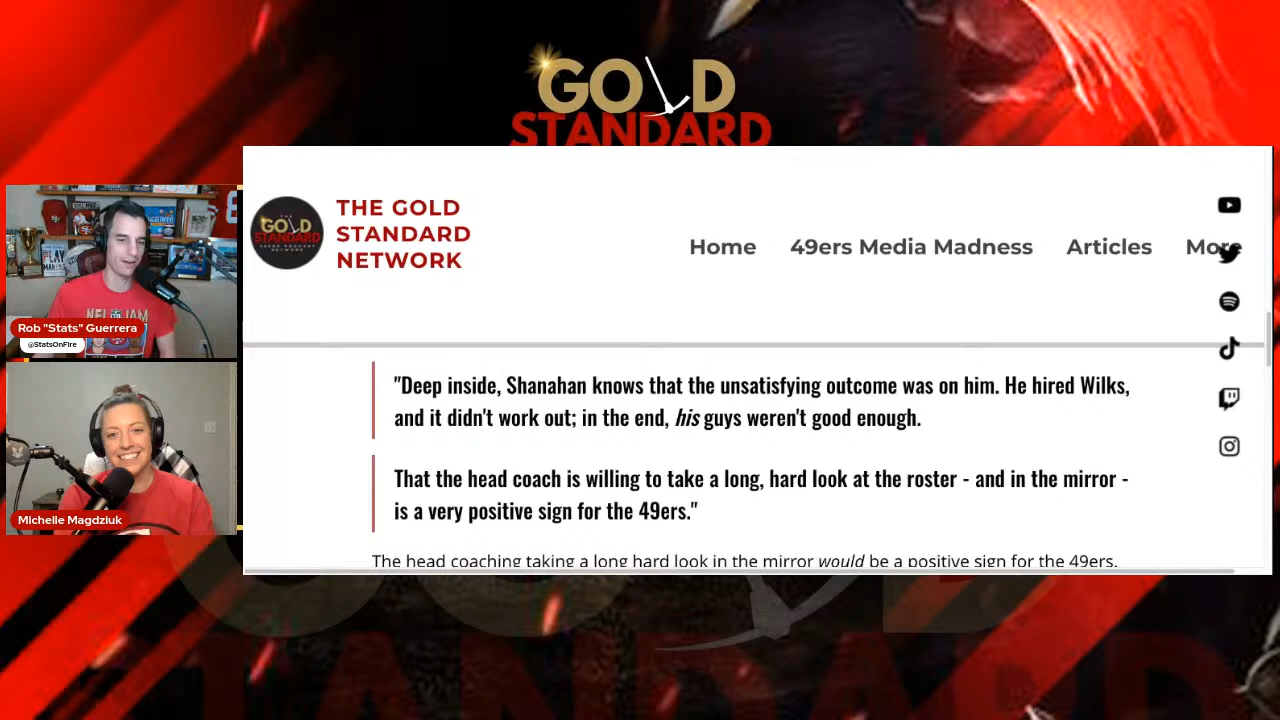 GOLD
STANDARD
THE GOLD
STANDARD
NETWORK
Home
49ers Media Madness
Articles
More
Rob "Stats" Guerrera
@StatsOnFire
Michelle Magdziuk
"Deep inside, Shanahan knows that the unsatisfying outcome was on him. He hired Wilks,
and it didn't work out; in the end, his guys weren't good enough.
That the head coach is willing to take a long, hard look at the roster - and in the mirror -
is a very positive sign for the 49ers."
The head coaching taking a long hard look in the mirror would be a positive sign for the 49ers.